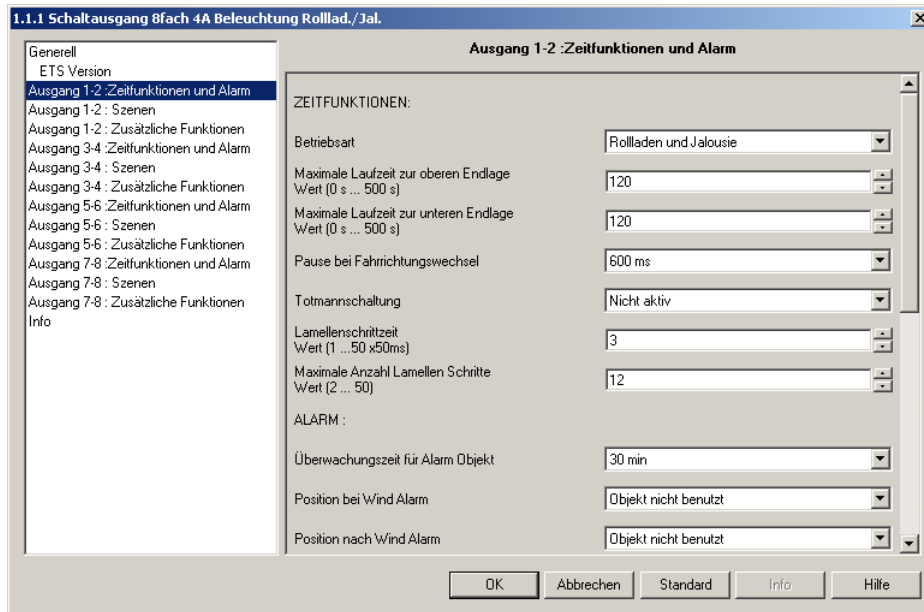 1.1.1 Schaltausgang 8fach 4A Beleuchtung Rolllad./Jal.
Generell
ETS Version
Ausgang 1-2 :Zeitfunktionen und Alarm
Ausgang 1-2 : Szenen
Ausgang 1-2 : Zusätzliche Funktionen
Ausgang 3-4 :Zeitfunktionen und Alarm
Ausgang 3-4 : Szenen
Ausgang 3-4 : Zusätzliche Funktionen
Ausgang 5-6 :Zeitfunktionen und Alarm
Ausgang 5-6 : Szenen
Ausgang 5-6 : Zusätzliche Funktionen
Ausgang 7-8 :Zeitfunktionen und Alarm
Ausgang 7-8 : Szenen
Ausgang 7-8 : Zusätzliche Funktionen
Info
Ausgang 1-2 :Zeitfunktionen und Alarm
ZEITFUNKTIONEN:
Betriebsart Rollladen und Jalousie
Maximale Laufzeit zur oberen Endlage
Wert (0 s ... 500 s) 120
Maximale Laufzeit zur unteren Endlage
Wert (0 s ... 500 s) 120
Pause bei Fahrrichtungswechsel 600 ms
Totmannschaltung Nicht aktiv
Lamellenschrittzeit
Wert (1 ...50 x50ms) 3
Maximale Anzahl Lamellen Schritte
Wert (2 ... 50) 12
ALARM :
Überwachungszeit für Alarm Objekt 30 min
Position bei Wind Alarm Objekt nicht benutzt
Position nach Wind Alarm Objekt nicht benutzt
OK Abbrechen Standard Info Hilfe